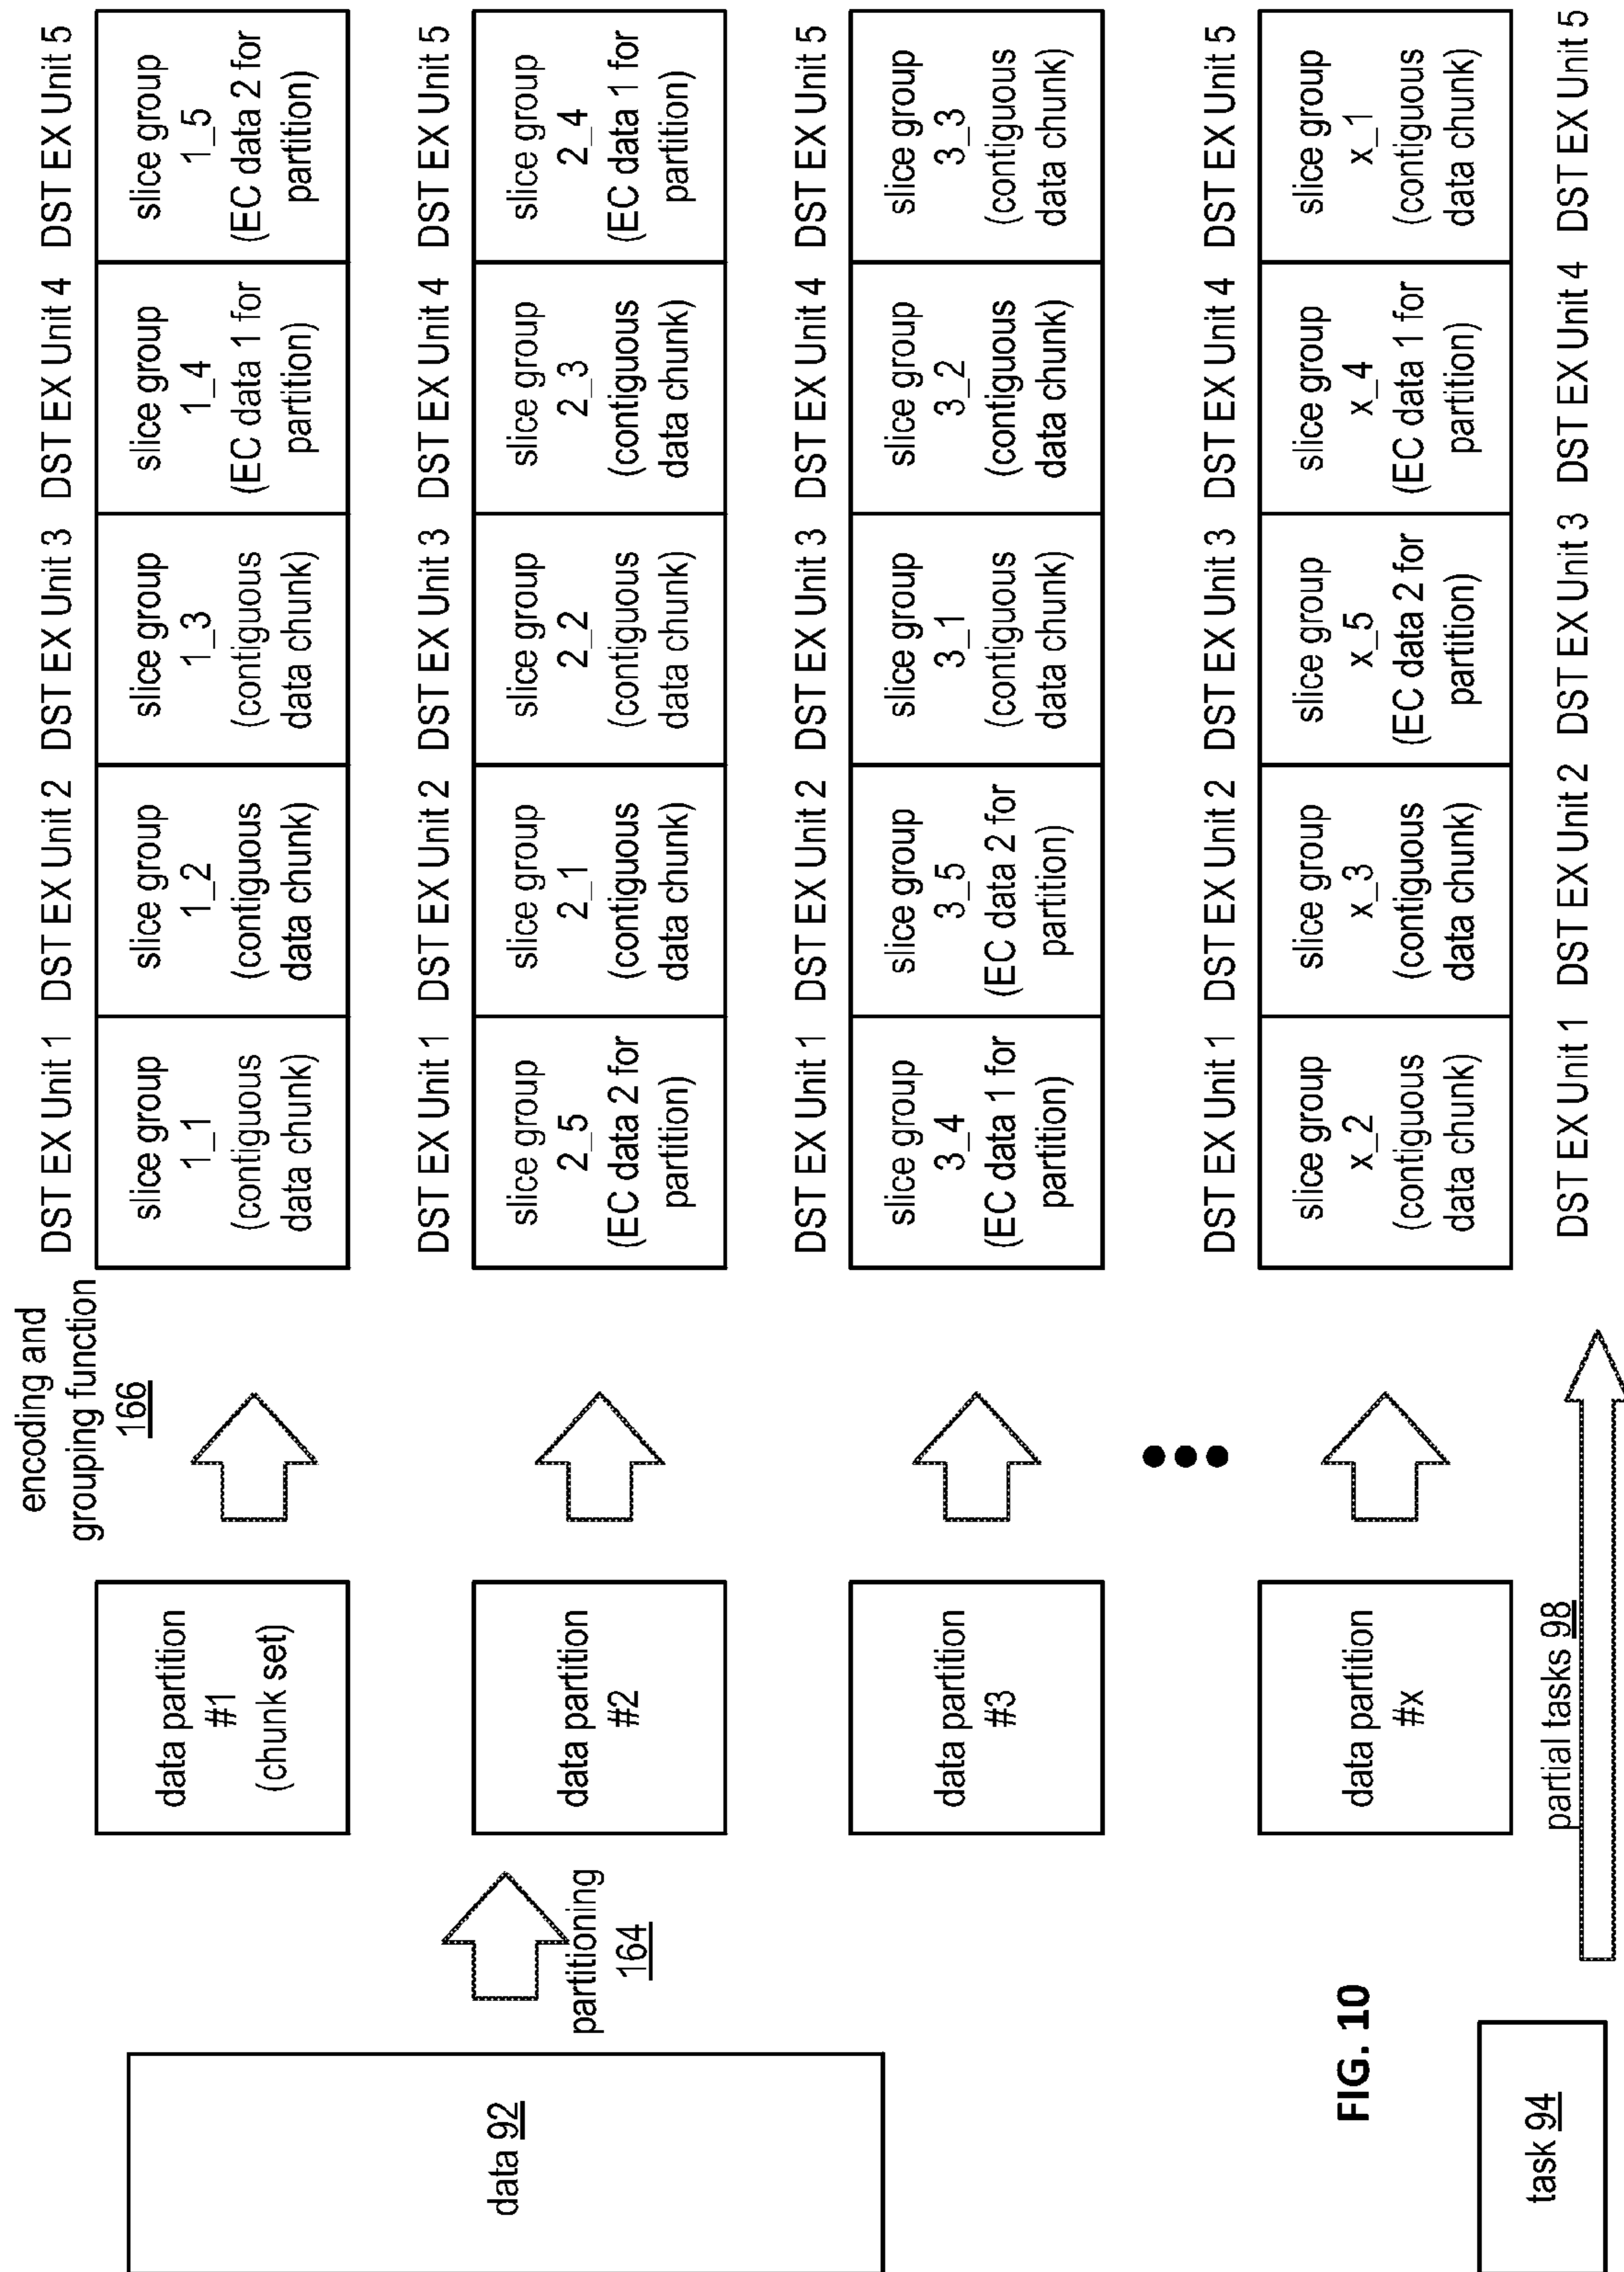 data 92
partitioning
164
data partition
#1
(chunk set)
data partition
#2
data partition
#3
data partition
#x
encoding and
grouping function
166
DST EX Unit 1
DST EX Unit 2
DST EX Unit 3
DST EX Unit 4
DST EX Unit 5
slice group
1_1
(contiguous
data chunk)
slice group
1_2
(contiguous
data chunk)
slice group
1_3
(contiguous
data chunk)
slice group
1_4
(EC data 1 for
partition)
slice group
1_5
(EC data 2 for
partition)
DST EX Unit 1
DST EX Unit 2
DST EX Unit 3
DST EX Unit 4
DST EX Unit 5
slice group
2_5
(EC data 2 for
partition)
slice group
2_1
(contiguous
data chunk)
slice group
2_2
(contiguous
data chunk)
slice group
2_3
(contiguous
data chunk)
slice group
2_4
(EC data 1 for
partition)
DST EX Unit 1
DST EX Unit 2
DST EX Unit 3
DST EX Unit 4
DST EX Unit 5
slice group
3_4
(EC data 1 for
partition)
slice group
3_5
(EC data 2 for
partition)
slice group
3_1
(contiguous
data chunk)
slice group
3_2
(contiguous
data chunk)
slice group
3_3
(contiguous
data chunk)
DST EX Unit 1
DST EX Unit 2
DST EX Unit 3
DST EX Unit 4
DST EX Unit 5
slice group
x_2
(contiguous
data chunk)
slice group
x_3
(contiguous
data chunk)
slice group
x_5
(EC data 2 for
partition)
slice group
x_4
(EC data 1 for
partition)
slice group
x_1
(contiguous
data chunk)
FIG. 10
task 94
partial tasks 98
DST EX Unit 1
DST EX Unit 2
DST EX Unit 3
DST EX Unit 4
DST EX Unit 5